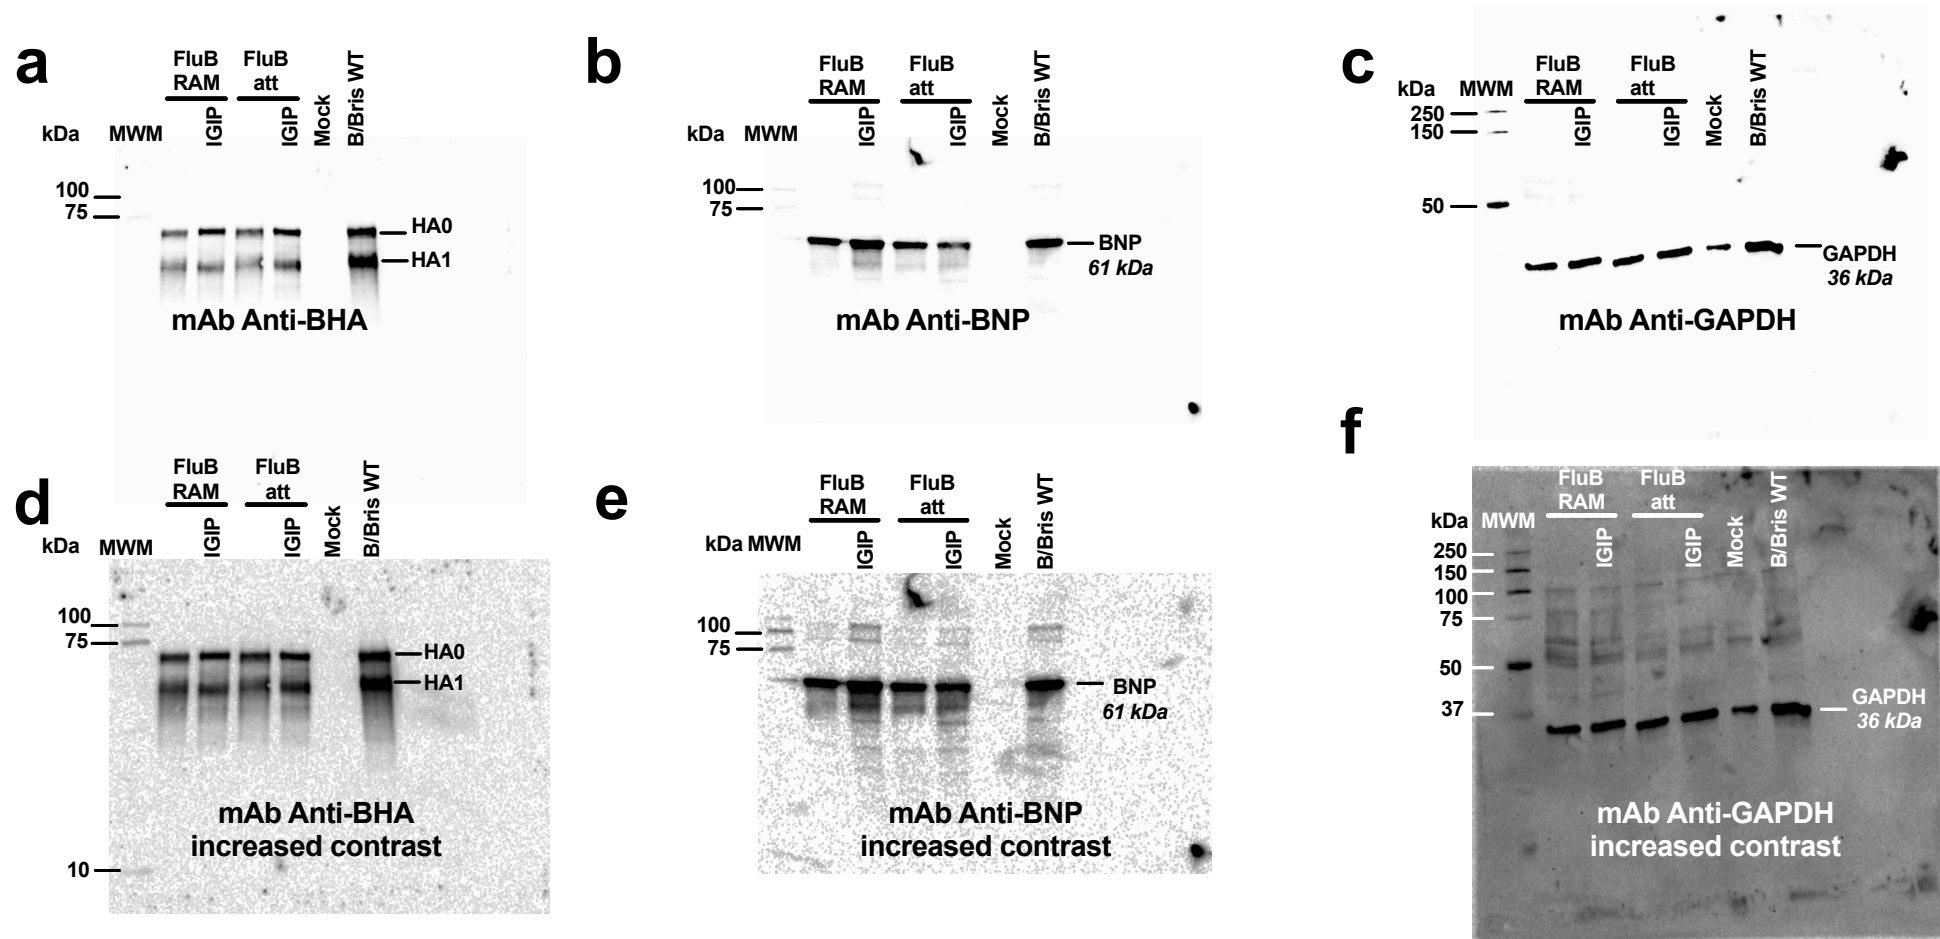 a
FluB
RAM
FluB
att
IGIP
IGIP
Mock
B/Bris WT
kDa
MWM
100
75
HA0
HA1
mAb Anti-BHA
b
FluB
RAM
FluB
att
IGIP
IGIP
Mock
B/Bris WT
kDa
MWM
100
75
BNP
61 kDa
mAb Anti-BNP
c
FluB
RAM
FluB
att
IGIP
IGIP
Mock
B/Bris WT
kDa
MWM
250
150
50
GAPDH
36 kDa
mAb Anti-GAPDH
d
FluB
RAM
FluB
att
IGIP
IGIP
Mock
B/Bris WT
kDa
MWM
100
75
HA0
HA1
mAb Anti-BHA
increased contrast
10
e
FluB
RAM
FluB
att
IGIP
IGIP
Mock
B/Bris WT
kDa MWM
100
75
BNP
61 kDa
mAb Anti-BNP
increased contrast
f
FluB
RAM
FluB
att
IGIP
IGIP
Mock
B/Bris WT
kDa
MWM
250
150
100
75
50
37
GAPDH
36 kDa
mAb Anti-GAPDH
increased contrast